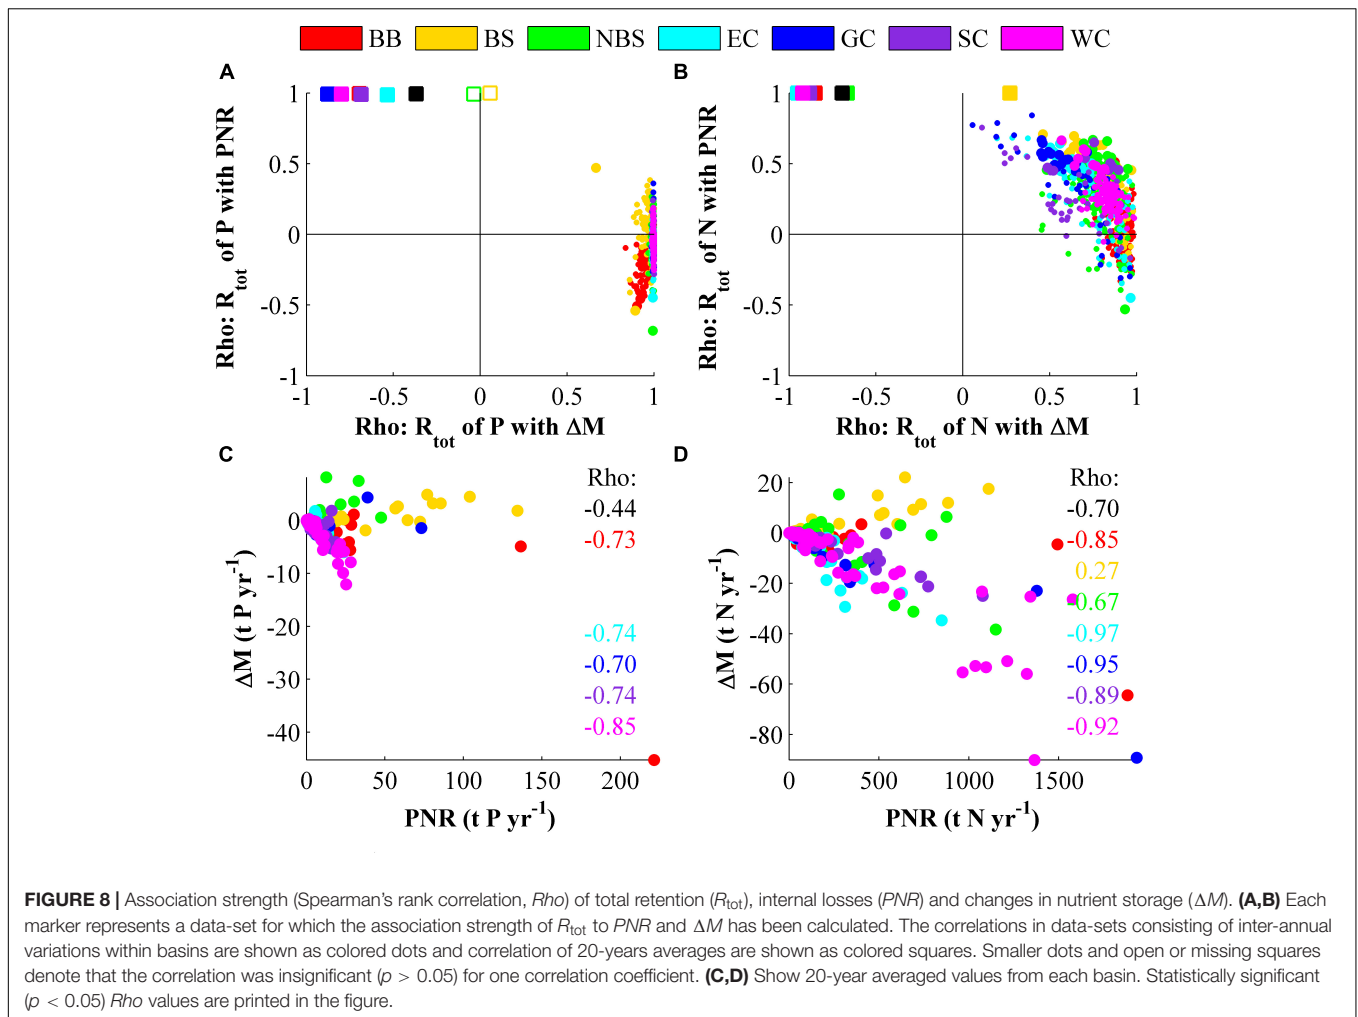 BB BS NBS EC GC SC WC
A
1
0.5
0
-0.5
-1
-1 -0.5 0 0.5 1
Rho: Rtot of P with PNR
Rho: Rtot of P with ΔM
B
1
0.5
0
-0.5
-1
-1 -0.5 0 0.5 1
Rho: Rtot of N with PNR
Rho: Rtot of N with ΔM
C
0
-10
-20
-30
-40
0 50 100 150 200
ΔM (t P yr-1)
PNR (t P yr-1)
Rho:
-0.44
-0.73
-0.74
-0.70
-0.74
-0.85
D
20
0
-20
-40
-60
-80
0 500 1000 1500
ΔM (t N yr-1)
PNR (t N yr-1)
Rho:
-0.70
-0.85
0.27
-0.67
-0.97
-0.95
-0.89
-0.92
FIGURE 8 | Association strength (Spearman's rank correlation, Rho) of total retention (Rtot), internal losses (PNR) and changes in nutrient storage (ΔM). (A,B) Each
marker represents a data-set for which the association strength of Rtot to PNR and ΔM has been calculated. The correlations in data-sets consisting of inter-annual
variations within basins are shown as colored dots and correlation of 20-years averages are shown as colored squares. Smaller dots and open or missing squares
denote that the correlation was insignificant (p > 0.05) for one correlation coefficient. (C,D) Show 20-year averaged values from each basin. Statistically significant
(p < 0.05) Rho values are printed in the figure.